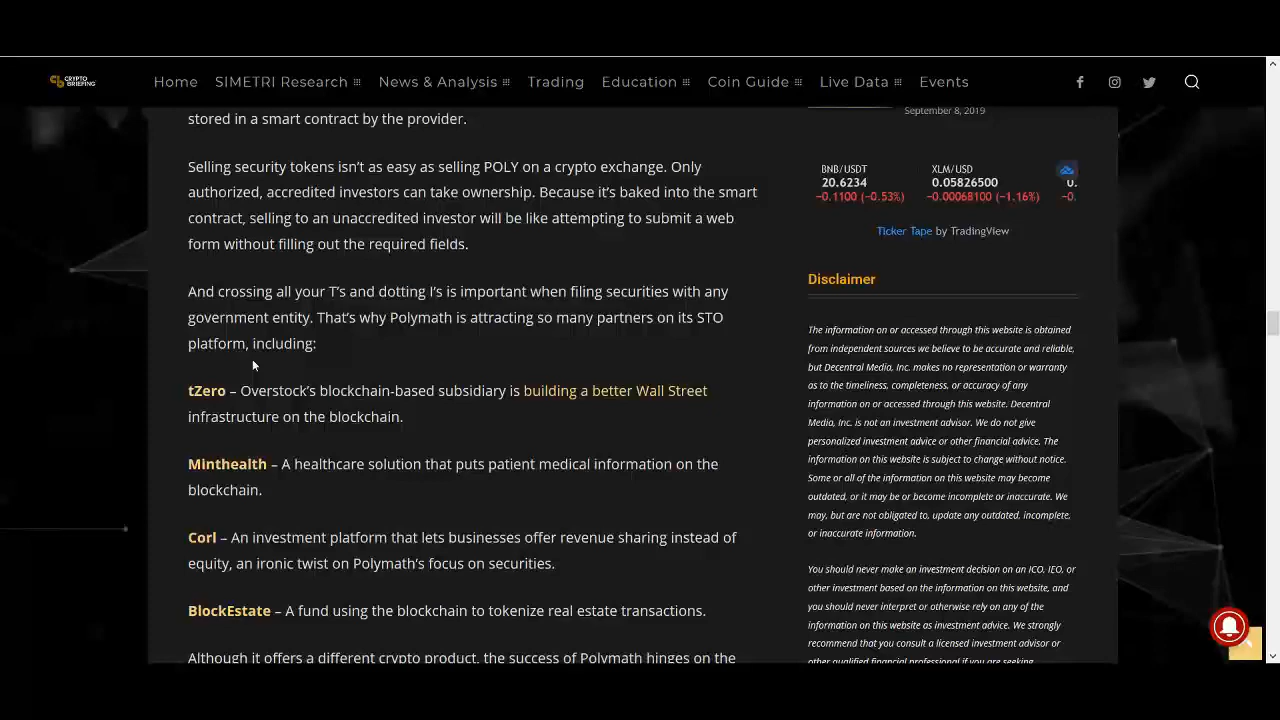 CRYPTO
BRIEFING
Home
SIMETRI Research
News & Analysis
Trading
Education
Coin Guide
Live Data
Events
stored in a smart contract by the provider.
Selling security tokens isn't as easy as selling POLY on a crypto exchange. Only
authorized, accredited investors can take ownership. Because it's baked into the smart
contract, selling to an unaccredited investor will be like attempting to submit a web
form without filling out the required fields.
And crossing all your T's and dotting I's is important when filing securities with any
government entity. That's why Polymath is attracting so many partners on its STO
platform, including:
tZero – Overstock's blockchain-based subsidiary is building a better Wall Street
infrastructure on the blockchain.
Minthealth – A healthcare solution that puts patient medical information on the
blockchain.
Corl – An investment platform that lets businesses offer revenue sharing instead of
equity, an ironic twist on Polymath's focus on securities.
BlockEstate – A fund using the blockchain to tokenize real estate transactions.
Although it offers a different crypto product, the success of Polymath hinges on the
September 8, 2019
BNB/USDT
20.6234
−0.1100 (−0.53%)
XLM/USD
0.05826500
−0.00068100 (−1.16%)
0.
−0.
Ticker Tape by TradingView
Disclaimer
The information on or accessed through this website is obtained
from independent sources we believe to be accurate and reliable,
but Decentral Media, Inc. makes no representation or warranty
as to the timeliness, completeness, or accuracy of any
information on or accessed through this website. Decentral
Media, Inc. is not an investment advisor. We do not give
personalized investment advice or other financial advice. The
information on this website is subject to change without notice.
Some or all of the information on this website may become
outdated, or it may be or become incomplete or inaccurate. We
may, but are not obligated to, update any outdated, incomplete,
or inaccurate information.
You should never make an investment decision on an ICO, IEO, or
other investment based on the information on this website, and
you should never interpret or otherwise rely on any of the
information on this website as investment advice. We strongly
recommend that you consult a licensed investment advisor or
other qualified financial professional if you are seeking